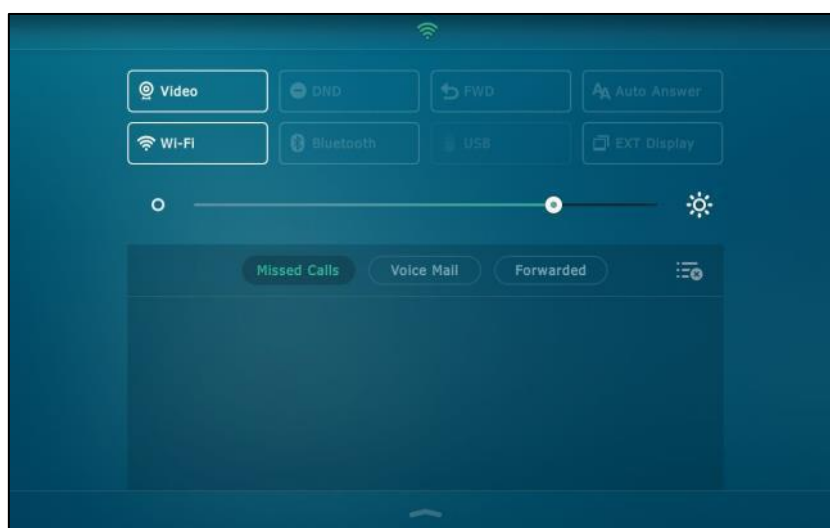 Video DND FWD Auto Answer
Wi-Fi Bluetooth USB EXT Display
Missed Calls Voice Mail Forwarded